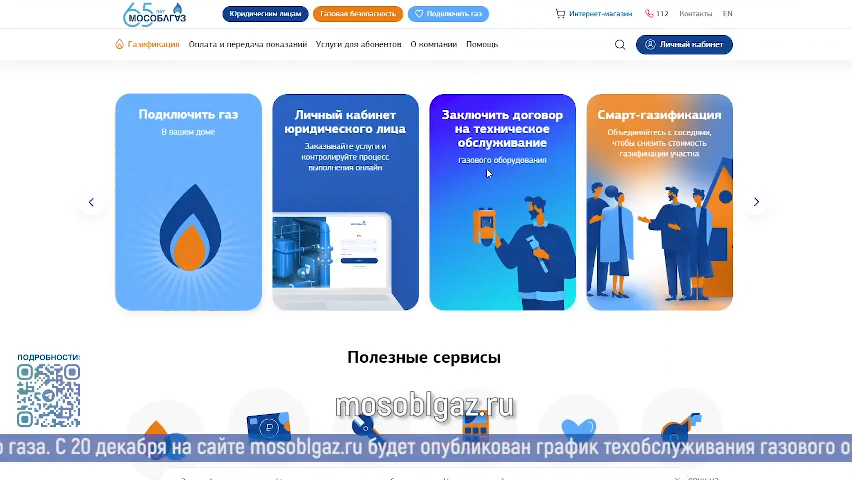 65 лет
МОСОБЛГАЗ
Юридическим лицам
Газовая безопасность
Подключить газ
Интернет-магазин
112
Контакты
EN
Газификация
Оплата и передача показаний
Услуги для абонентов
О компании
Помощь
Личный кабинет
Подключить газ
В вашем доме
Личный кабинет
юридического лица
Заказывайте услуги и
контролируйте процесс
выполнения онлайн
Заключить договор
на техническое
обслуживание
газового оборудования
Смарт-газификация
Объединяйтесь с соседями,
чтобы снизить стоимость
газификации участка
Полезные сервисы
ПОДРОБНОСТИ:
mosoblgaz.ru
о газа. С 20 декабря на сайте mosoblgaz.ru будет опубликован график техобслуживания газового о